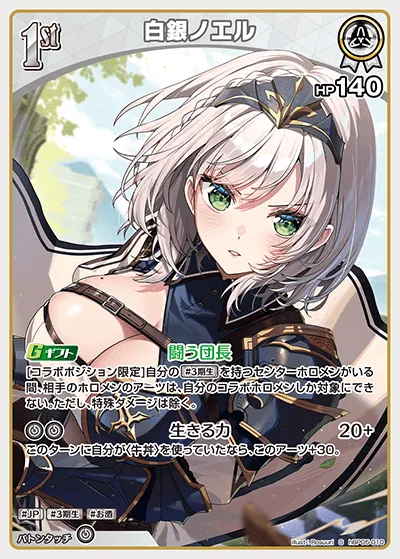 1st
白銀ノエル
HP140
Gギフト 闘う団長
[コラボポジション限定]自分の#3期生を持つセンターホロメンがいる
間、相手のホロメンのアーツは、自分のコラボホロメンしか対象にでき
ない。ただし、特殊ダメージは除く。
生きる力 20+
このターンに自分が〈牛丼〉を使っていたなら、このアーツ+30。
#JP #3期生 #お酒
バトンタッチ
illust: Rosuuri S hBP05-010